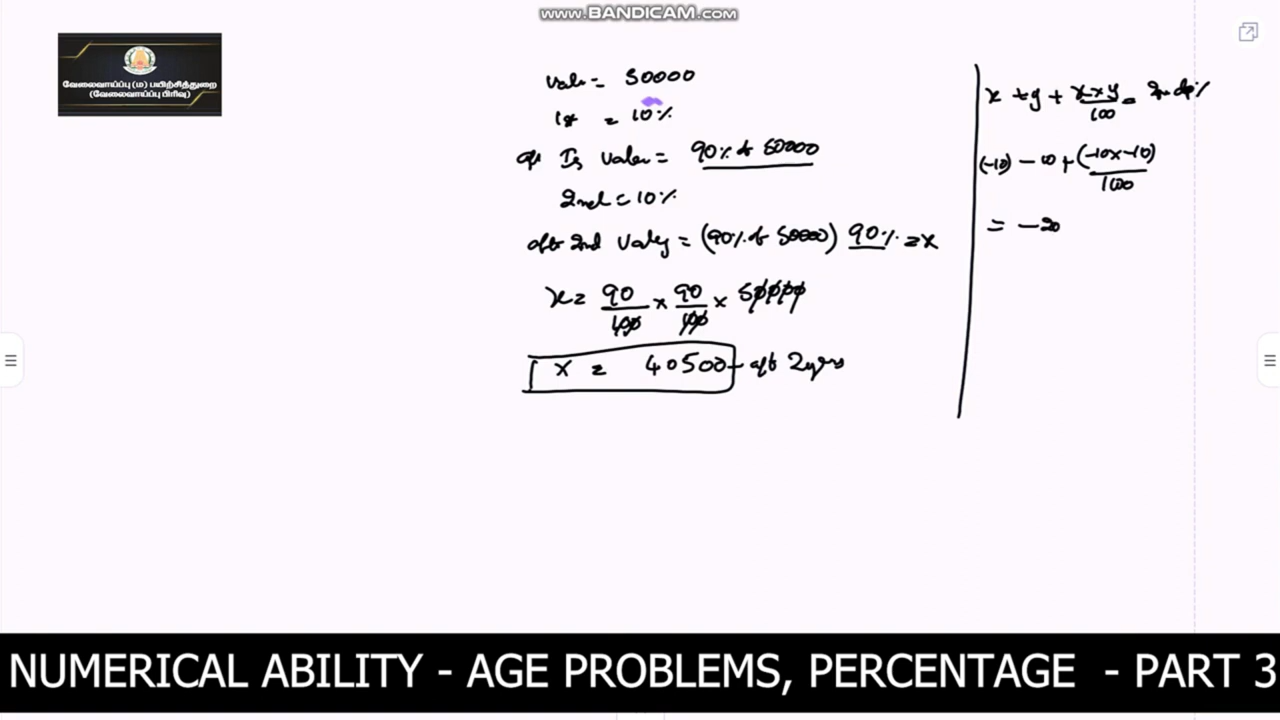 www.BANDICAM.com
வேலைவாய்ப்பு (ம) பயிற்சித்துறை
(வேலைவாய்ப்பு பிரிவு)
value = 50000
1st = 10%
aft 1st value = 90% of 50000
2nd = 10%
aft 2nd value = (90% of 50000) 90% = x
x = 90/100 × 90/100 × 50000
x = 40500 - aft 2yrs
x + y + x×y/100 =
(-10) - 10 + (-10×-10)/100
= -20
NUMERICAL ABILITY - AGE PROBLEMS, PERCENTAGE - PART 3